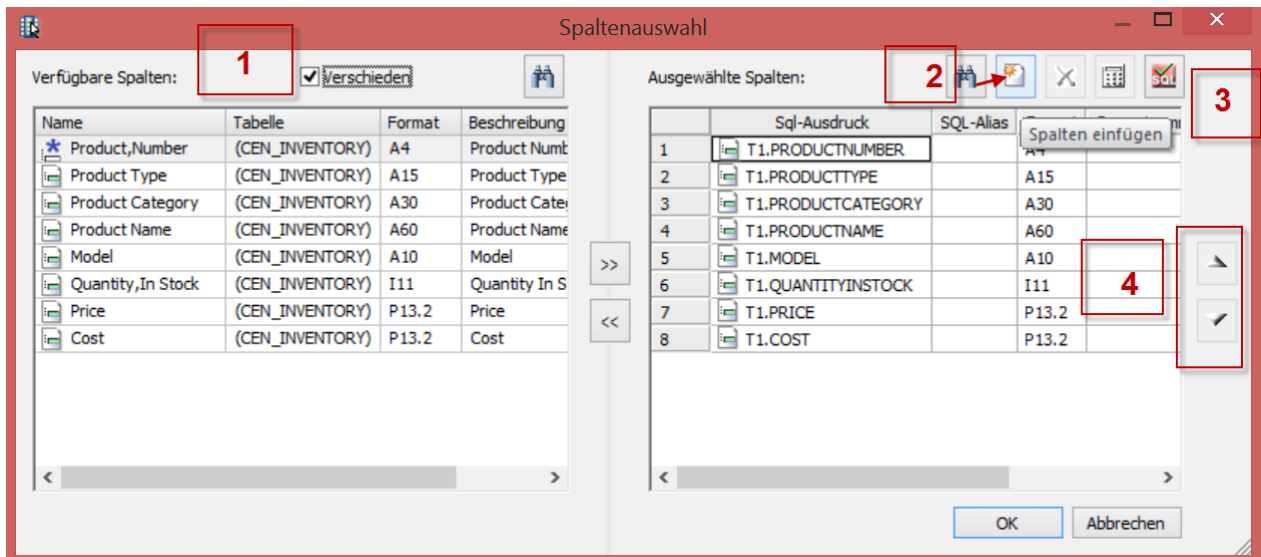 Spaltenauswahl
1
2
3
4
Verfügbare Spalten: Verschieden
Ausgewählte Spalten:
SQL
Spalten einfügen
Name Tabelle Format Beschreibung
Product,Number (CEN_INVENTORY) A4 Product Numb
Product Type (CEN_INVENTORY) A15 Product Type
Product Category (CEN_INVENTORY) A30 Product Cate
Product Name (CEN_INVENTORY) A60 Product Name
Model (CEN_INVENTORY) A10 Model
Quantity,In Stock (CEN_INVENTORY) I11 Quantity In S
Price (CEN_INVENTORY) P13.2 Price
Cost (CEN_INVENTORY) P13.2 Cost
>>
<<
Sql-Ausdruck SQL-Alias
1 T1.PRODUCTNUMBER A4
2 T1.PRODUCTTYPE A15
3 T1.PRODUCTCATEGORY A30
4 T1.PRODUCTNAME A60
5 T1.MODEL A10
6 T1.QUANTITYINSTOCK I11
7 T1.PRICE P13.2
8 T1.COST P13.2
OK Abbrechen